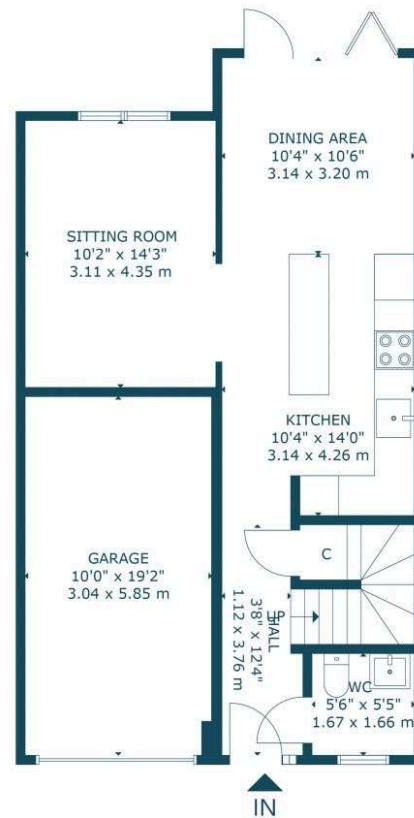 DINING AREA
10'4" x 10'6"
3.14 x 3.20 m
SITTING ROOM
10'2" x 14'3"
3.11 x 4.35 m
KITCHEN
10'4" x 14'0"
3.14 x 4.26 m
GARAGE
10'0" x 19'2"
3.04 x 5.85 m
C
UP
HALL
3'8" x 12'4"
1.12 x 3.76 m
WC
5'6" x 5'5"
1.67 x 1.66 m
IN